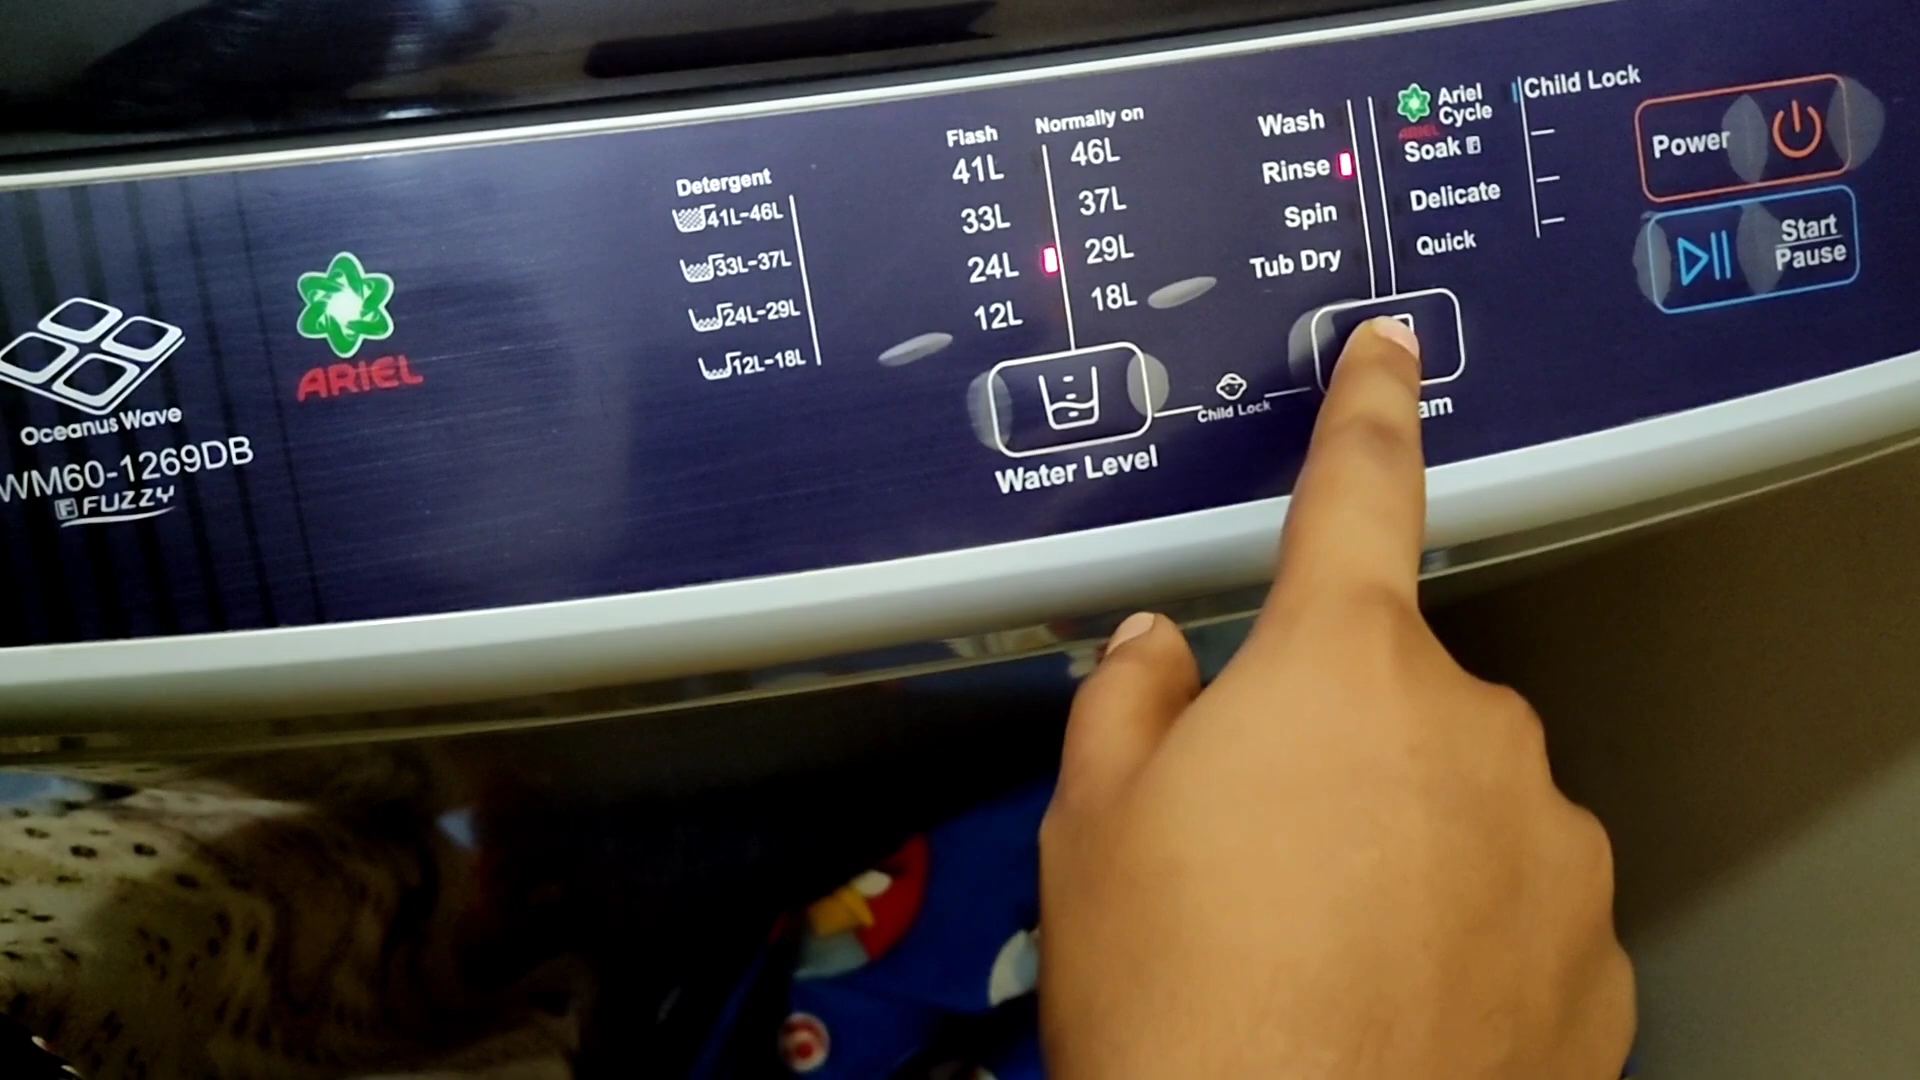 Oceanus Wave
WM60-1269DB
F FUZZY
ARIEL
Detergent
41L-46L
33L-37L
24L-29L
12L-18L
Flash
41L
33L
24L
12L
Normally on
46L
37L
29L
18L
Water Level
Child Lock
Wash
Rinse
Spin
Tub Dry
Ariel
Cycle
ARIEL
Soak F
Delicate
Quick
am
Child Lock
Power
Start
Pause